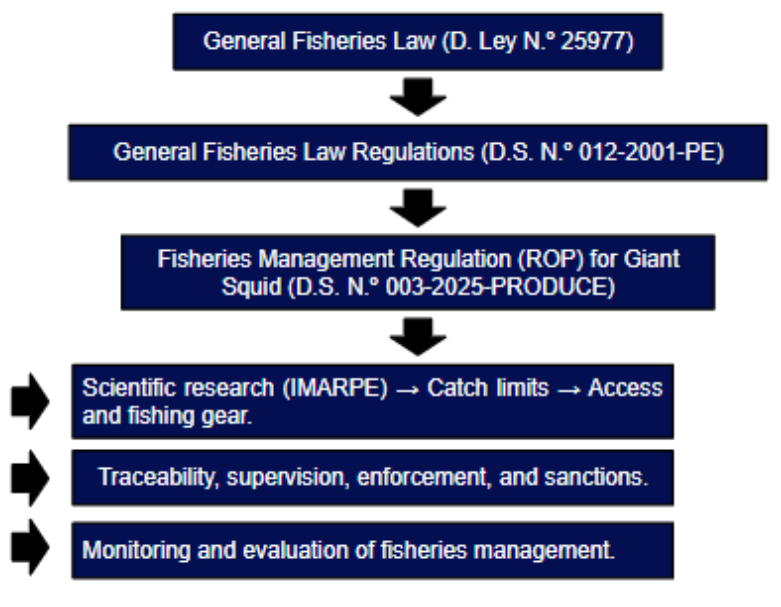 General Fisheries Law (D. Ley N.º 25977)
General Fisheries Law Regulations (D.S. N.º 012-2001-PE)
Fisheries Management Regulation (ROP) for Giant
Squid (D.S. N.º 003-2025-PRODUCE)
Scientific research (IMARPE) → Catch limits → Access
and fishing gear.
Traceability, supervision, enforcement, and sanctions.
Monitoring and evaluation of fisheries management.